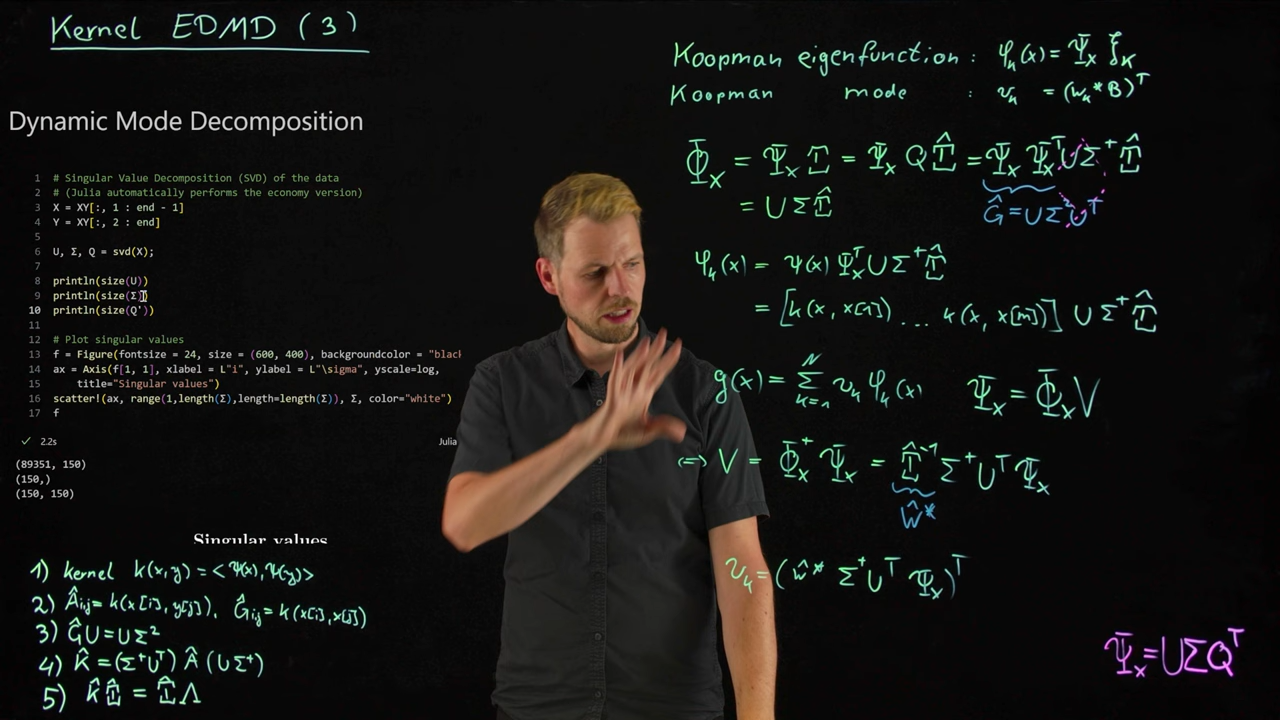 Kernel EDMD (3)
Dynamic Mode Decomposition
1 # Singular Value Decomposition (SVD) of the data
2 # (Julia automatically performs the economy version)
3 X = XY[:, 1 : end - 1]
4 Y = XY[:, 2 : end]
5
6 U, Σ, Q = svd(X);
7
8 println(size(U))
9 println(size(Σ))
10 println(size(Q'))
11
12 # Plot singular values
13 f = Figure(fontsize = 24, size = (600, 400), backgroundcolor = "black
14 ax = Axis(f[1, 1], xlabel = L"i", ylabel = L"\sigma", yscale=log,
15 title="Singular values")
16 scatter!(ax, range(1,length(Σ),length=length(Σ)), Σ, color="white")
17 f
✓ 2.2s
Julia
(89351, 150)
(150,)
(150, 150)
Singular values
1) kernel k(x,y) = <Ψ(x),Ψ(y)>
2) Âij = k(x[i], y[j]), Ĝij = k(x[i],x[j])
3) ĜU = UΣ²
4) K̂ = (Σ⁺Uᵀ) Â (UΣ⁺)
5) K̂Ξ̂ = Ξ̂Λ
Koopman eigenfunction : φₖ(x) = Ψₓ ξₖ
Koopman mode : vₖ = (wₖ* B)ᵀ
Φₓ = Ψₓ Ξ = Ψₓ Q Ξ̂ = Ψₓ Ψₓᵀ U Σ⁺ Ξ̂
= U Σ Ξ̂
Ĝ = UΣ²Uᵀ
φₖ(x) = ψ(x) Ψₓᵀ U Σ⁺ Ξ̂
= [k(x, x[1]) ... k(x, x[m])] U Σ⁺ Ξ̂
g(x) = Σ_{k=1}^{N} vₖ φₖ(x) Ψₓ = Φₓ V
⇔ V = Φₓ⁺ Ψₓ = Ξ̂⁻¹ Σ⁺ Uᵀ Ψₓ
Ŵ*
vₖ = (ŵ* Σ⁺ Uᵀ Ψₓ)ᵀ
Ψₓ = UΣQᵀ